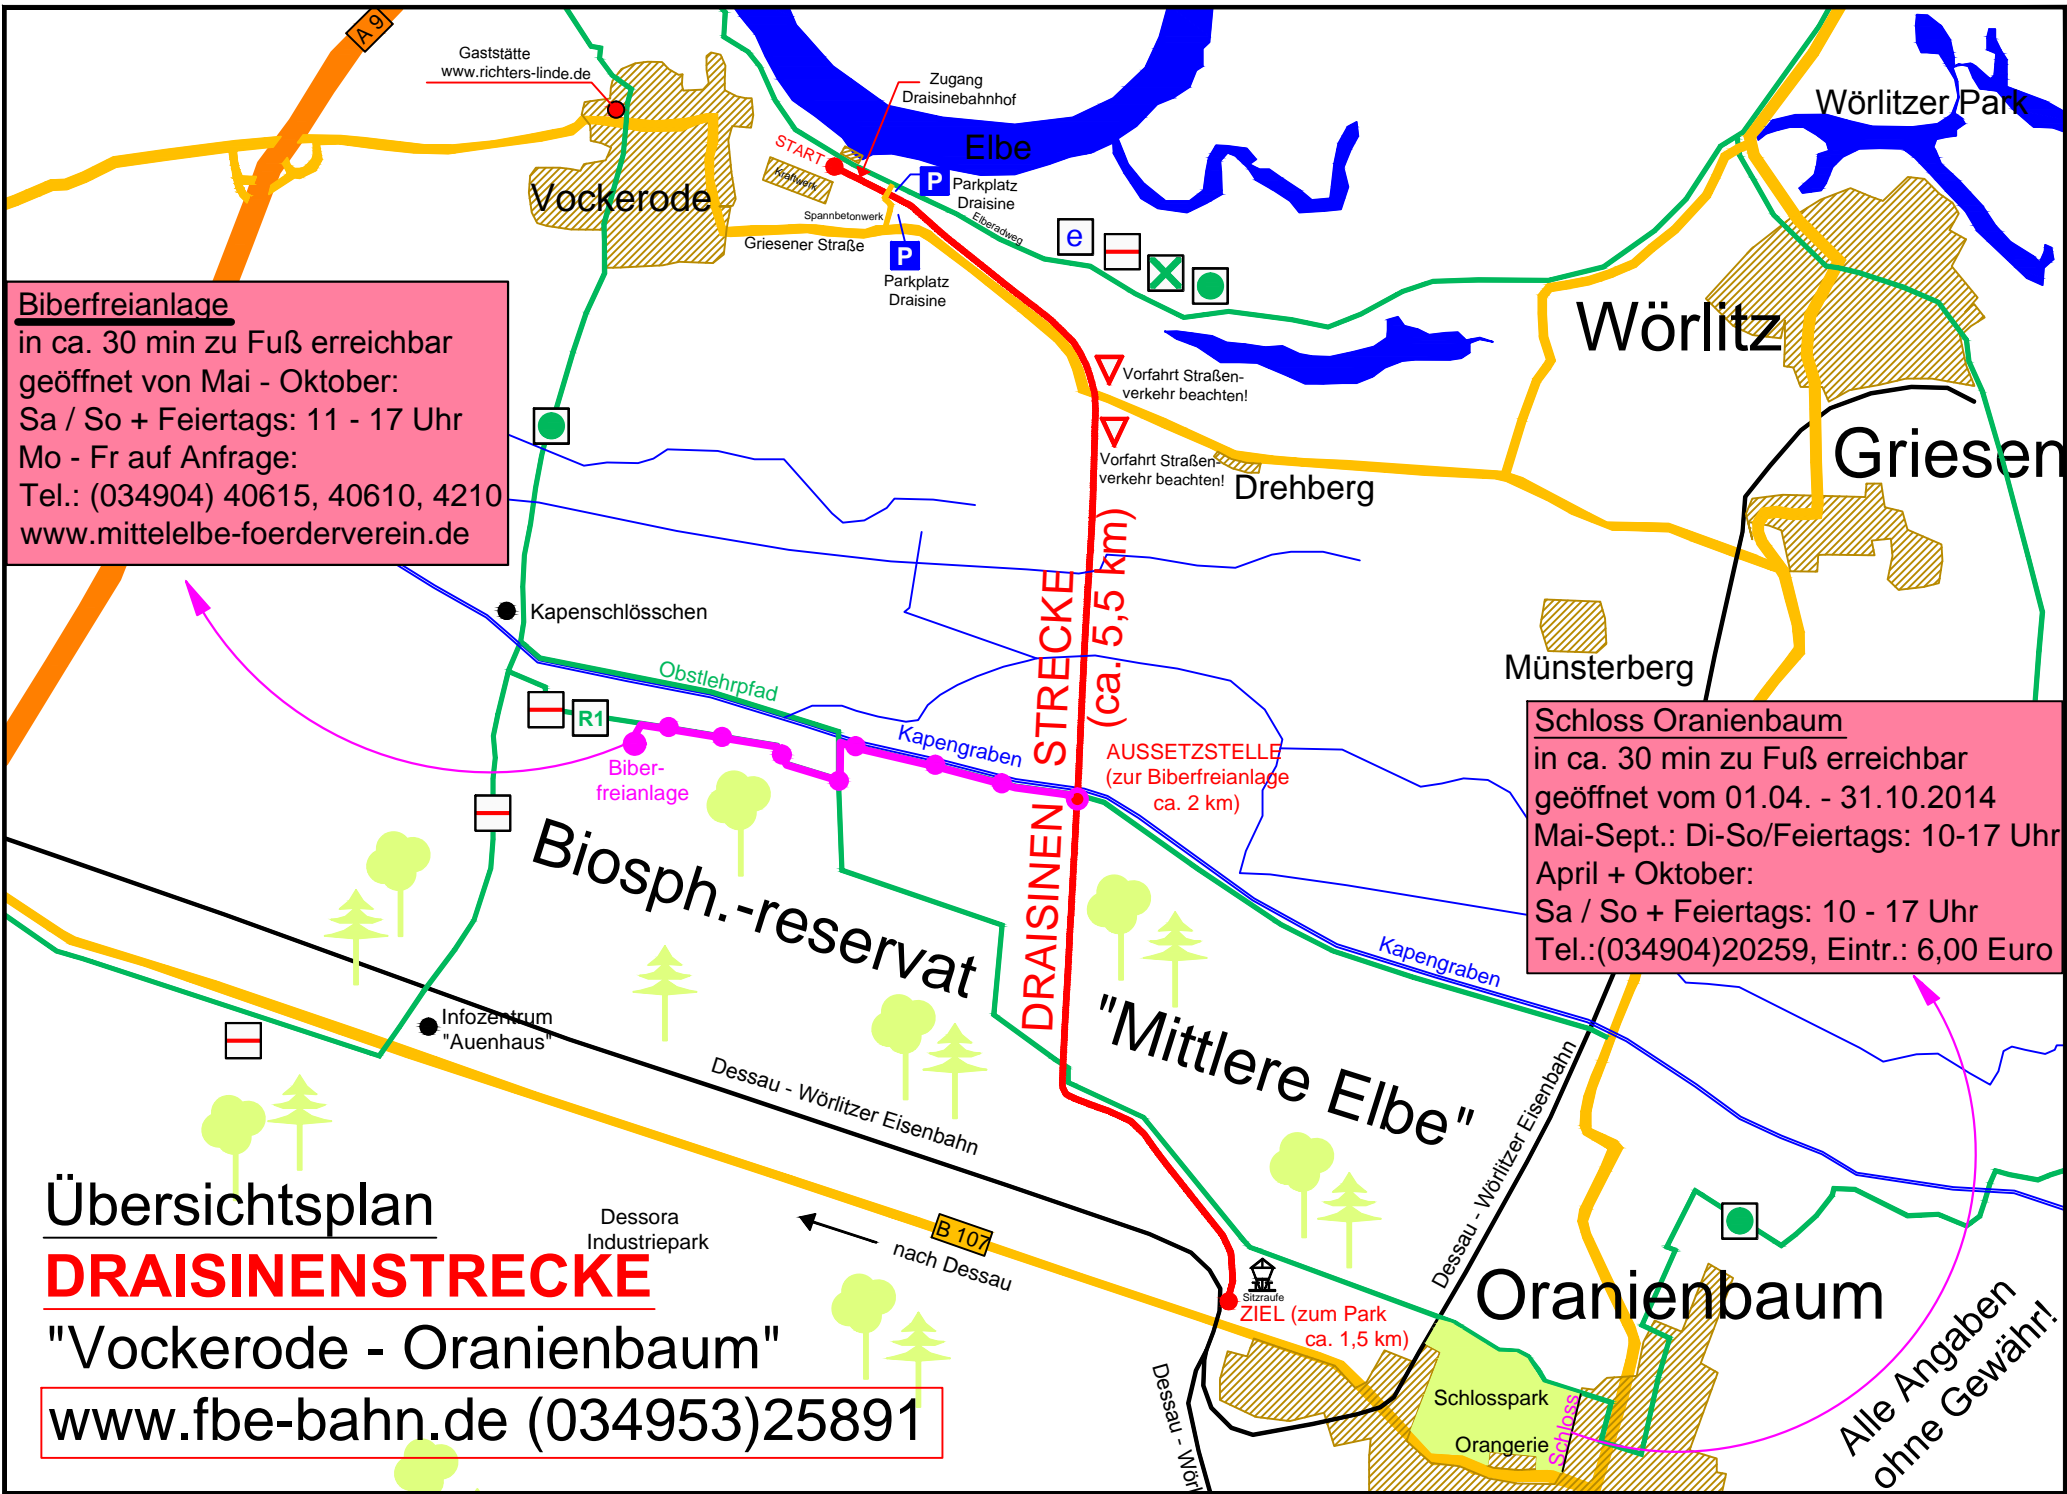 A 9
Gaststätte
www.richters-linde.de
Zugang
Draisinebahnhof
Wörlitzer Park
Elbe
START
Kraftwerk
P
Parkplatz
Draisine
Vockerode
Spannbetonwerk
Elberadweg
Griesener Straße
P
Parkplatz
Draisine
e
Wörlitz
Biberfreianlage
in ca. 30 min zu Fuß erreichbar
geöffnet von Mai - Oktober:
Sa / So + Feiertags: 11 - 17 Uhr
Mo - Fr auf Anfrage:
Tel.: (034904) 40615, 40610, 4210
www.mittelelbe-foerderverein.de
Vorfahrt Straßen-
verkehr beachten!
Vorfahrt Straßen-
verkehr beachten!
Drehberg
Griesen
Kapenschlösschen
DRAISINEN STRECKE
(ca. 5,5 km)
Münsterberg
Obstlehrpfad
R1
Kapengraben
Biber-
freianlage
AUSSETZSTELLE
(zur Biberfreianlage
ca. 2 km)
Schloss Oranienbaum
in ca. 30 min zu Fuß erreichbar
geöffnet vom 01.04. - 31.10.2014
Mai-Sept.: Di-So/Feiertags: 10-17 Uhr
April + Oktober:
Sa / So + Feiertags: 10 - 17 Uhr
Tel.:(034904)20259, Eintr.: 6,00 Euro
Biosph.-reservat
"Mittlere Elbe"
Kapengraben
Infozentrum
"Auenhaus"
Dessau - Wörlitzer Eisenbahn
Dessau - Wörlitzer Eisenbahn
Dessora
Industriepark
nach Dessau
B 107
Sitzraufe
ZIEL (zum Park
ca. 1,5 km)
Oranienbaum
Schlosspark
Orangerie
Schloss
Dessau - Wörl
Übersichtsplan
DRAISINENSTRECKE
"Vockerode - Oranienbaum"
www.fbe-bahn.de (034953)25891
Alle Angaben
ohne Gewähr!